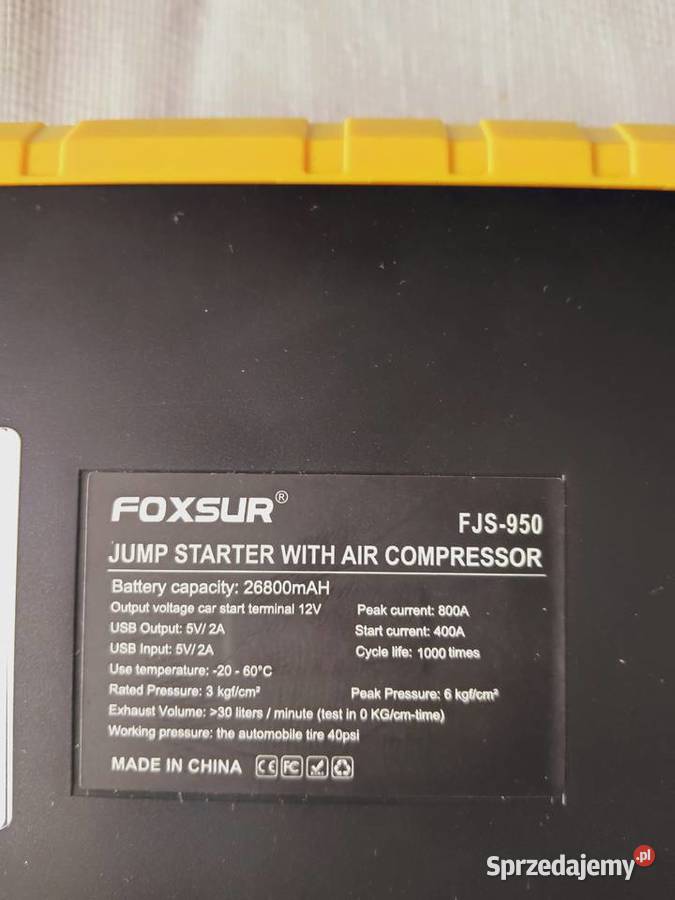 FOXSUR®
FJS-950
JUMP STARTER WITH AIR COMPRESSOR
Battery capacity: 26800mAH
Output voltage car start terminal 12V Peak current: 800A
USB Output: 5V/ 2A Start current: 400A
USB Input: 5V/ 2A Cycle life: 1000 times
Use temperature: -20 - 60°C
Rated Pressure: 3 kgf/cm² Peak Pressure: 6 kgf/cm²
Exhaust Volume: >30 liters / minute (test in 0 KG/cm-time)
Working pressure: the automobile tire 40psi
MADE IN CHINA CE FC
Sprzedajemy.pl